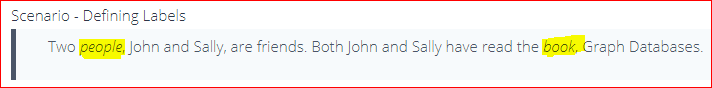 Scenario - Defining Labels
Two people, John and Sally, are friends. Both John and Sally have read the book, Graph Databases.